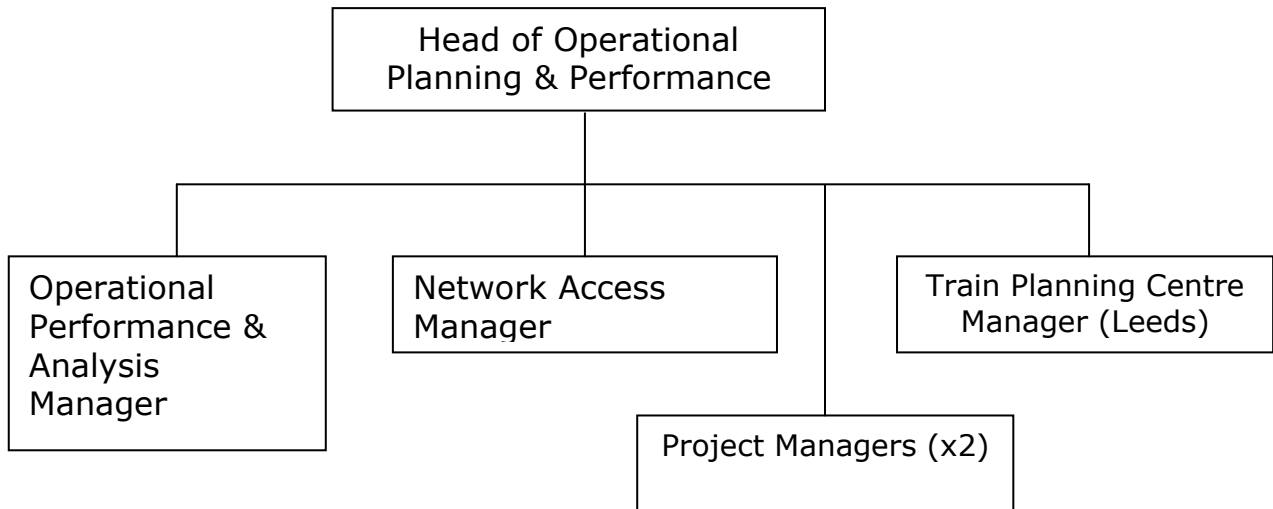 Head of Operational
Planning & Performance
Operational
Performance &
Analysis
Manager
Network Access
Manager
Train Planning Centre
Manager (Leeds)
Project Managers (x2)